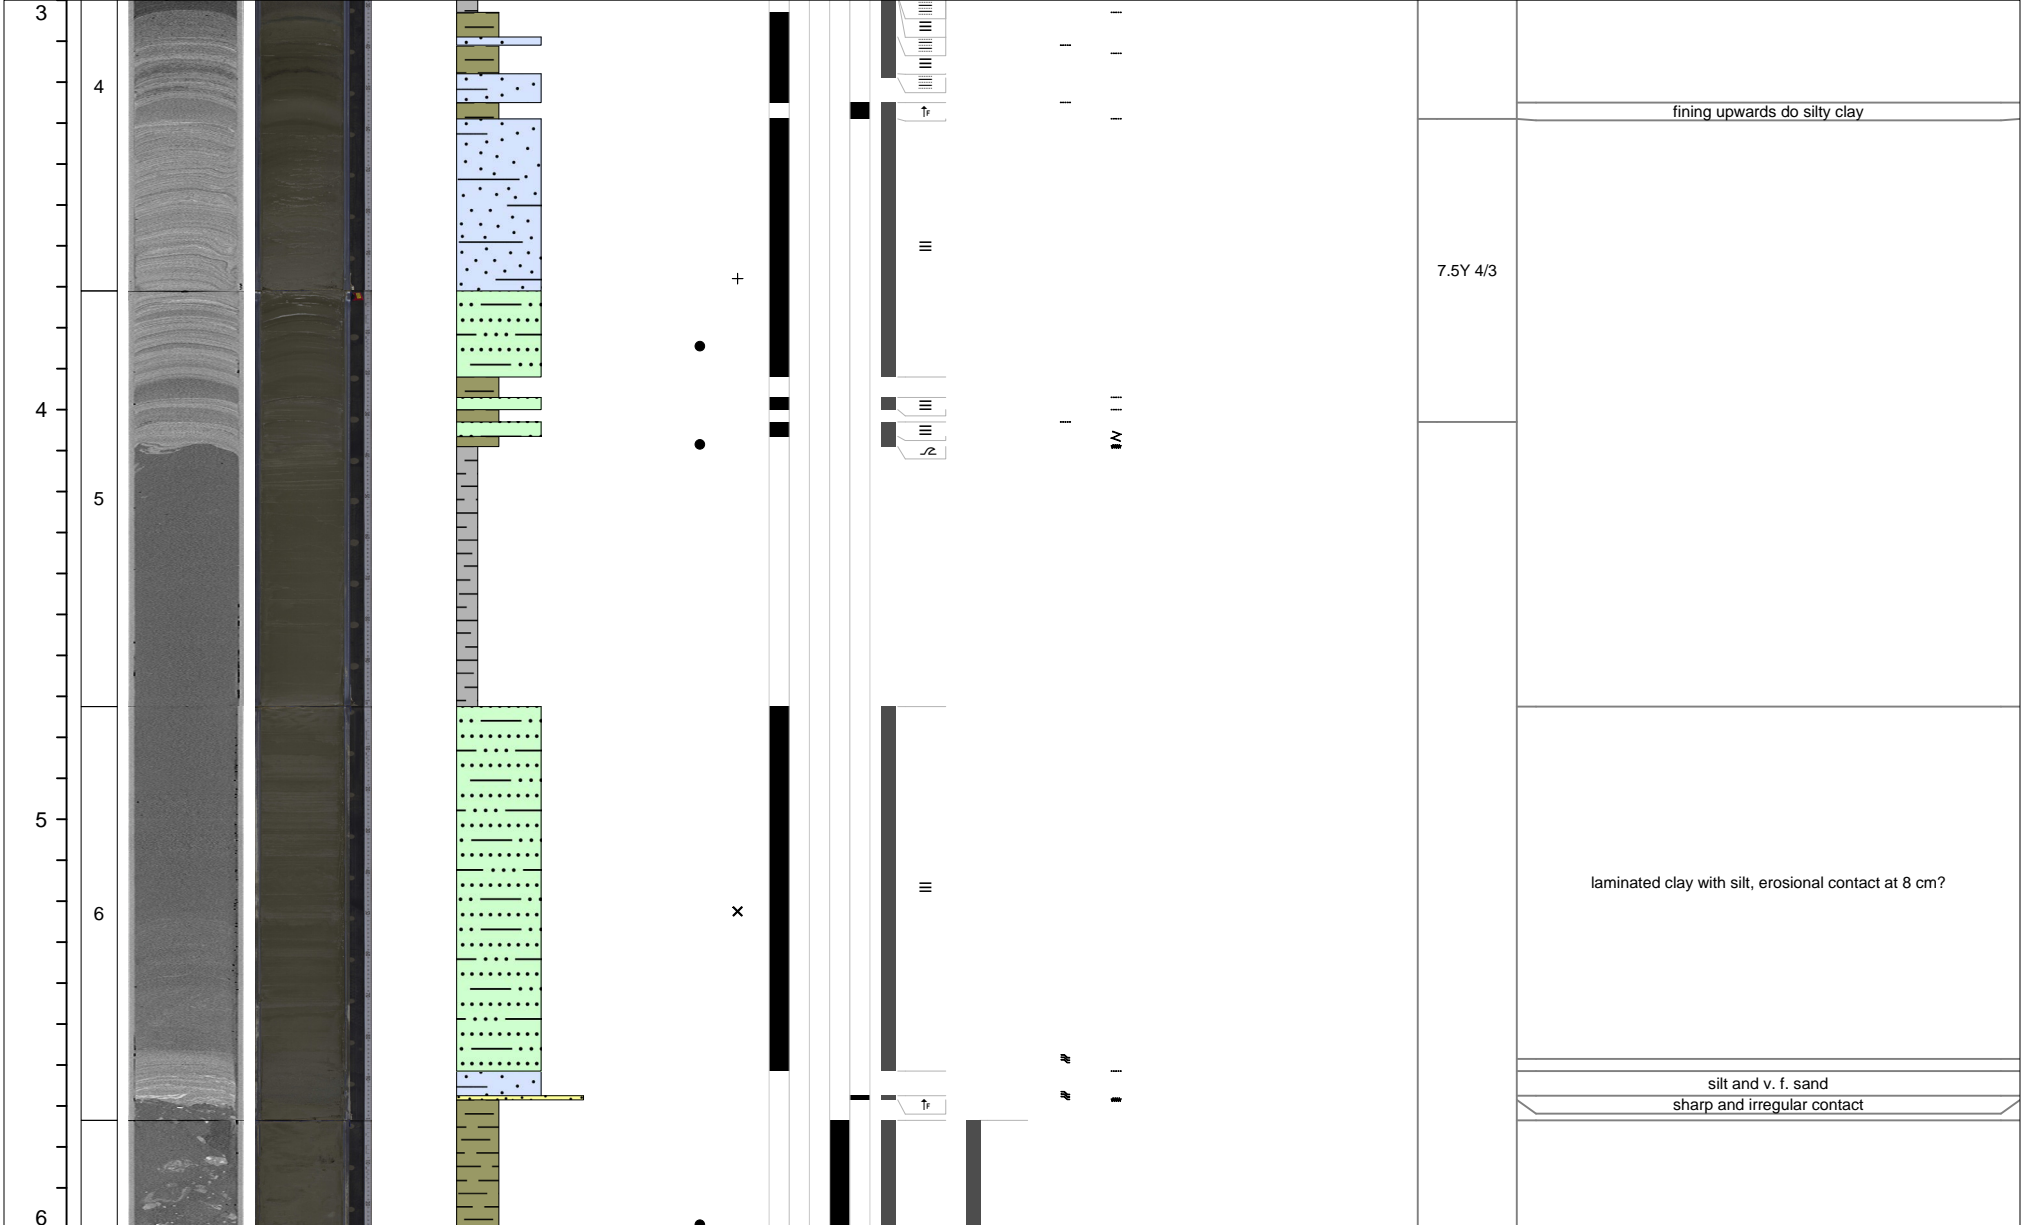 3
4
fining upwards do silty clay
7.5Y 4/3
4
5
5
laminated clay with silt, erosional contact at 8 cm?
6
silt and v. f. sand
sharp and irregular contact
6